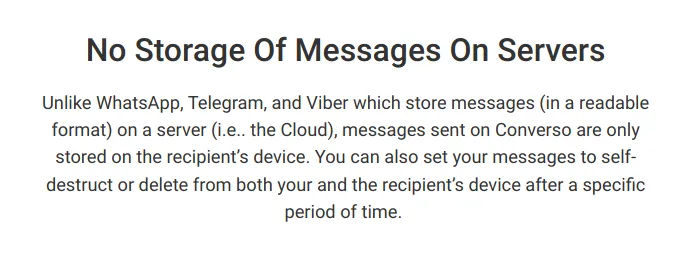 No Storage Of Messages On Servers
Unlike WhatsApp, Telegram, and Viber which store messages (in a readable
format) on a server (i.e.. the Cloud), messages sent on Converso are only
stored on the recipient’s device. You can also set your messages to self-
destruct or delete from both your and the recipient’s device after a specific
period of time.